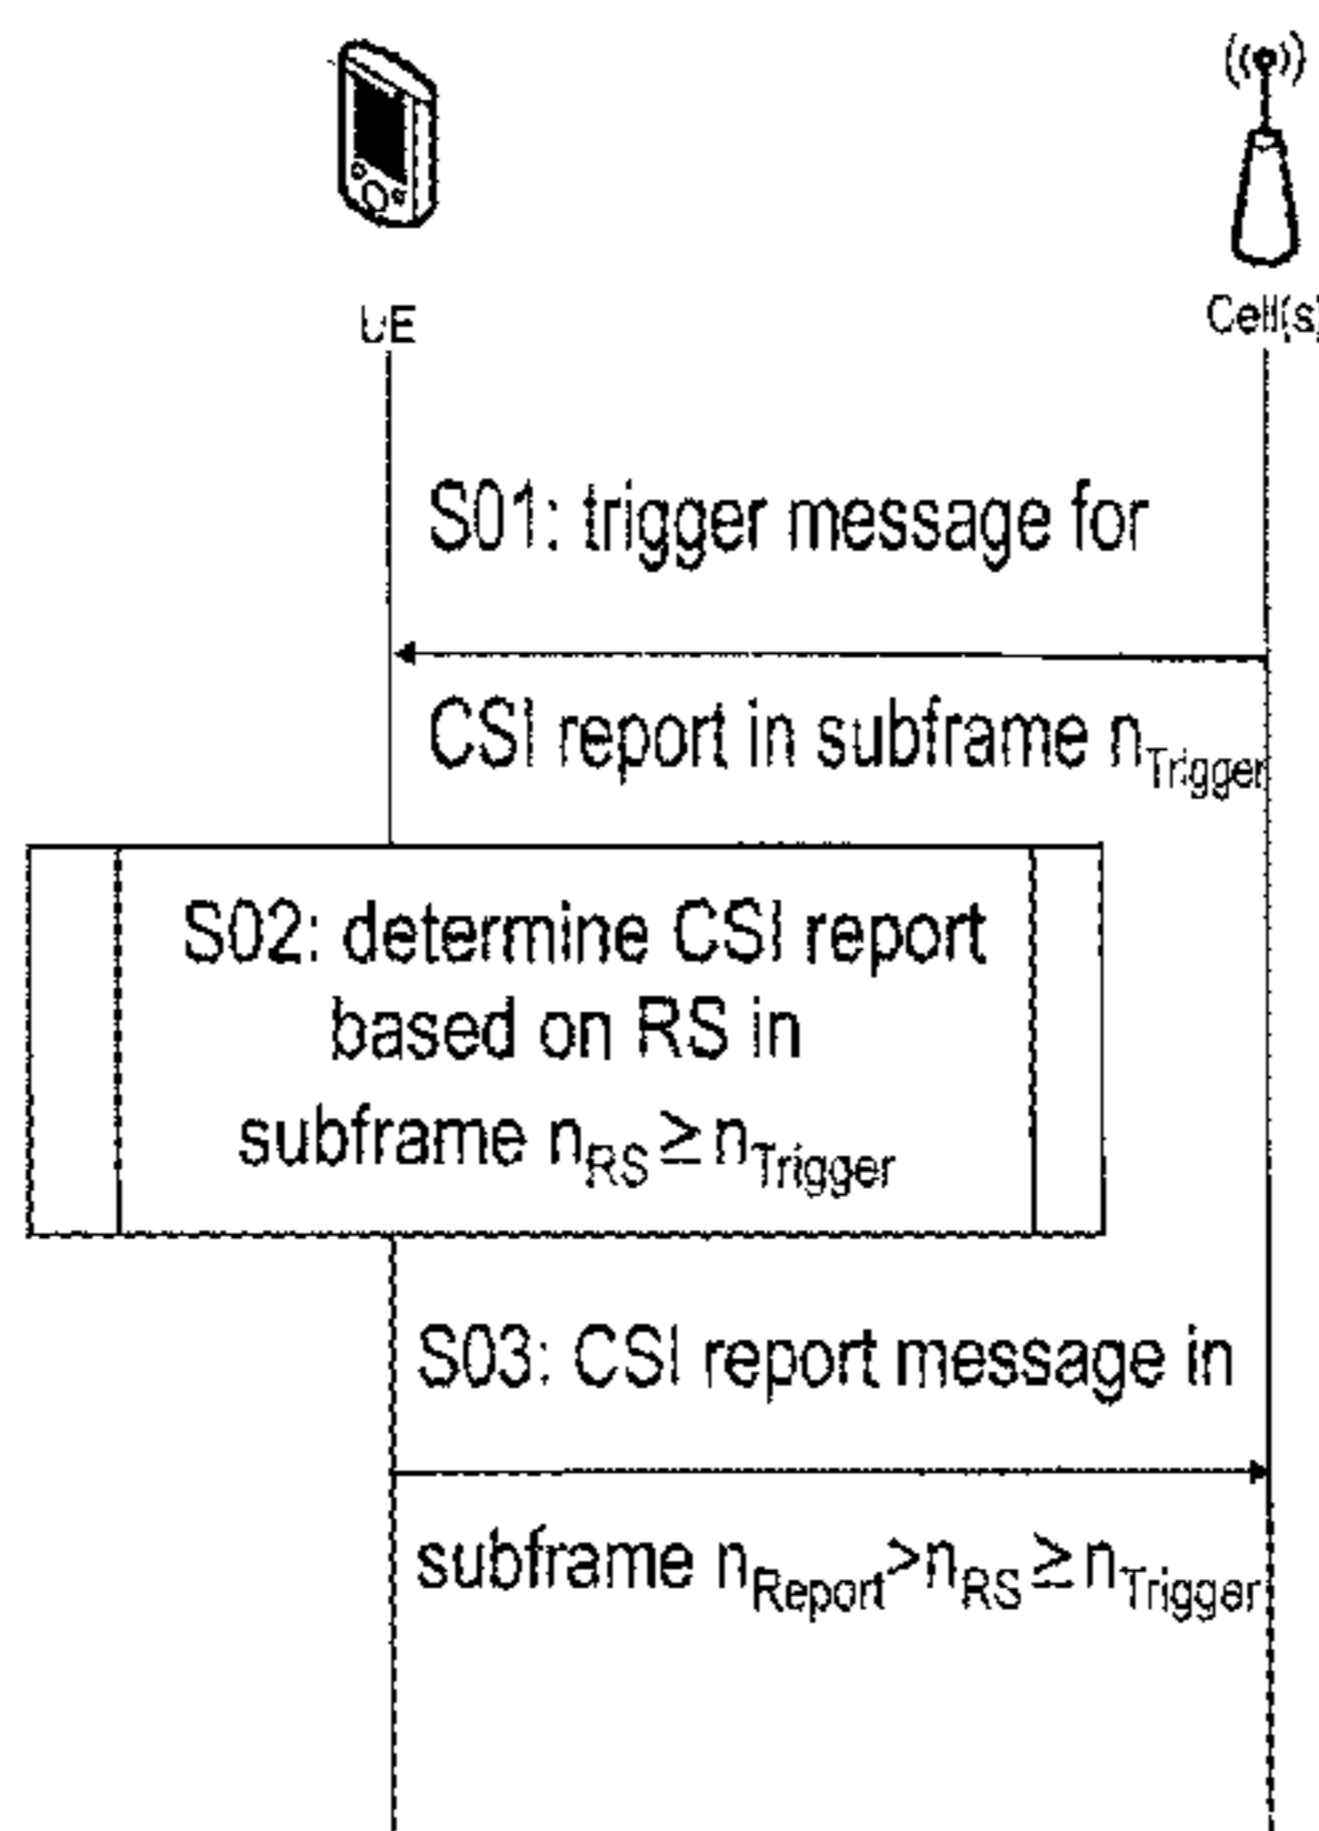 UE
Cell(s)
S01: trigger message for
CSI report in subframe n_Trigger
S02: determine CSI report
based on RS in
subframe n_RS ≥ n_Trigger
S03: CSI report message in
subframe n_Report > n_RS ≥ n_Trigger